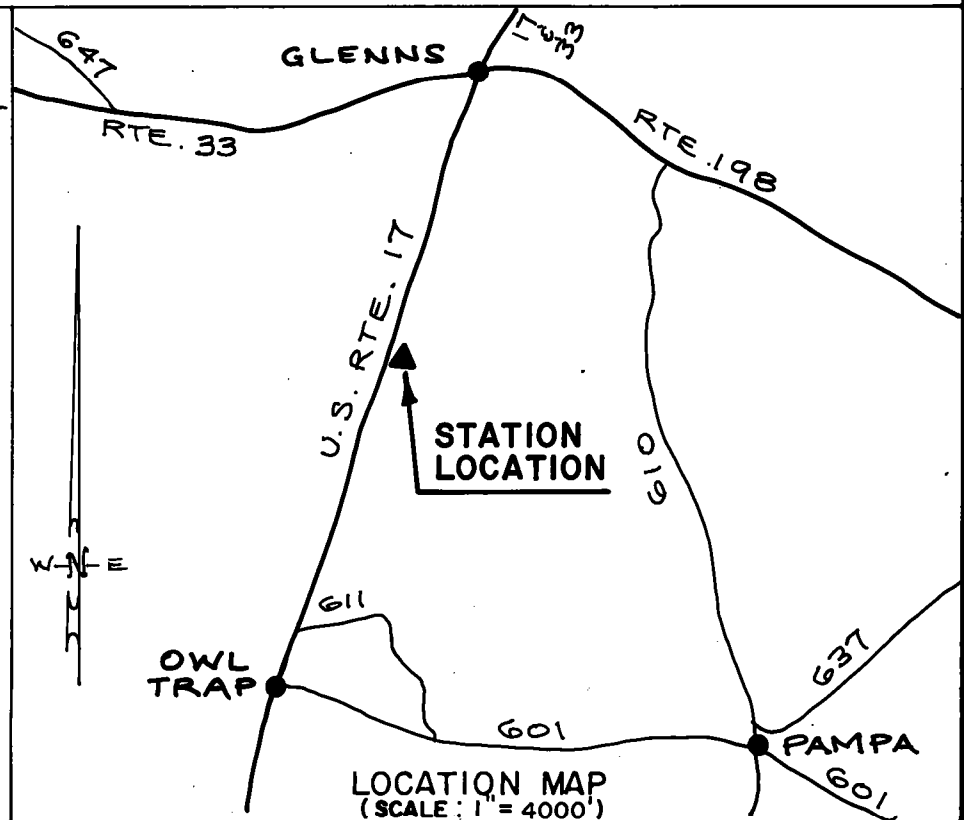 647
GLENNS
17 & 33
RTE. 33
RTE. 198
U.S. RTE. 17
STATION
LOCATION
610
W N E
611
OWL
TRAP
637
601
PAMPA
601
LOCATION MAP
(SCALE: 1" = 4000')